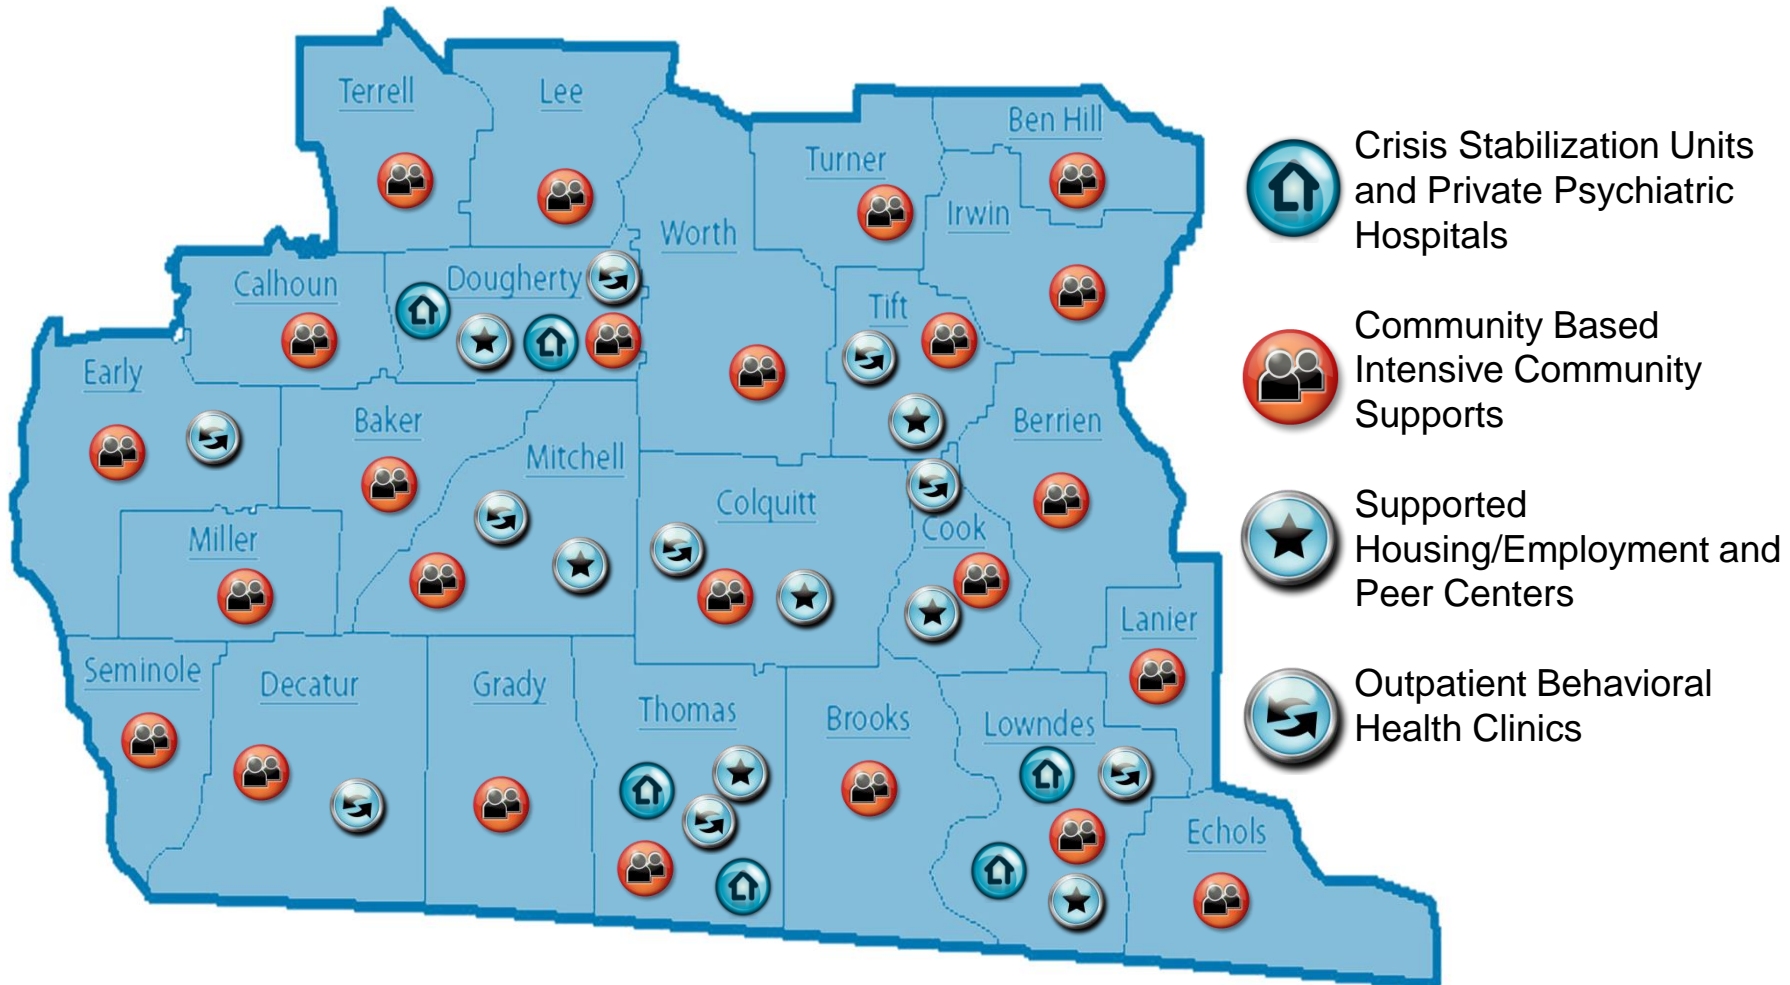 Terrell
Lee
Ben Hill
Turner
Irwin
Worth
Calhoun
Dougherty
Tift
Early
Baker
Mitchell
Berrien
Colquitt
Cook
Miller
Lanier
Seminole
Decatur
Grady
Thomas
Brooks
Lowndes
Echols
Crisis Stabilization Units
and Private Psychiatric
Hospitals
Community Based
Intensive Community
Supports
Supported
Housing/Employment and
Peer Centers
Outpatient Behavioral
Health Clinics